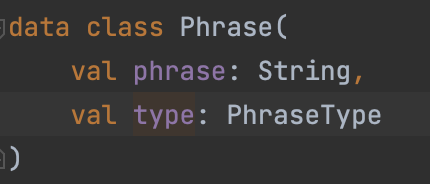 data class Phrase(
    val phrase: String,
    val type: PhraseType
)